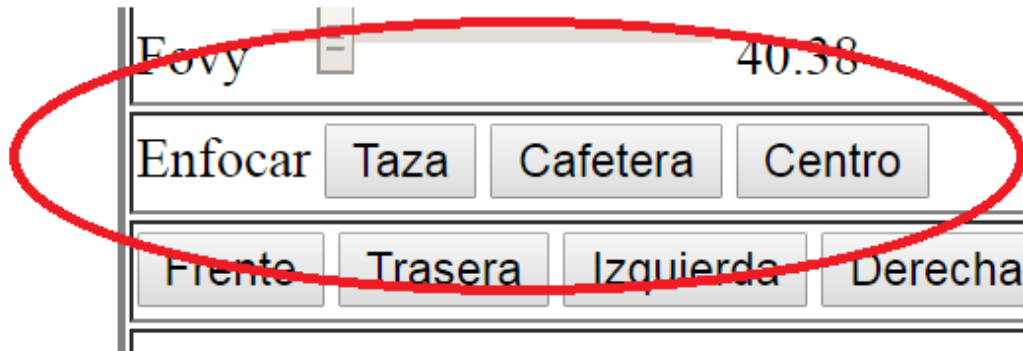 Fovy 40.38
Enfocar Taza Cafetera Centro
Frente Trasera Izquierda Derecha